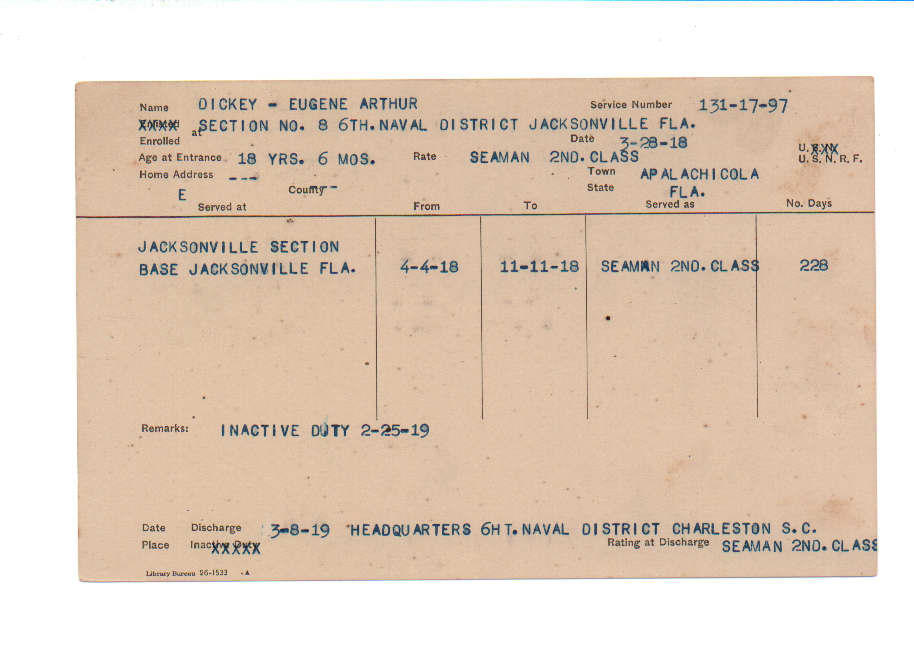 Name DICKEY - EUGENE ARTHUR Service Number 131-17-97
XXXX at SECTION NO. 8 6TH.NAVAL DISTRICT JACKSONVILLE FLA.
Enrolled Date 3-28-18
Age at Entrance 18 YRS. 6 MOS. Rate SEAMAN 2ND.CLASS U.XXX U.S.N.R.F.
Home Address --- Town APALACHICOLA
E County-- State FLA.
Served at From To Served as No. Days
JACKSONVILLE SECTION
BASE JACKSONVILLE FLA. 4-4-18 11-11-18 SEAMAN 2ND.CLASS 228
Remarks: INACTIVE DUTY 2-25-19
Date Discharge 3-8-19 HEADQUARTERS 6HT.NAVAL DISTRICT CHARLESTON S.C.
Place Inactive Duty XXXXX Rating at Discharge SEAMAN 2ND.CLASS
Library Bureau 26-1533 -A